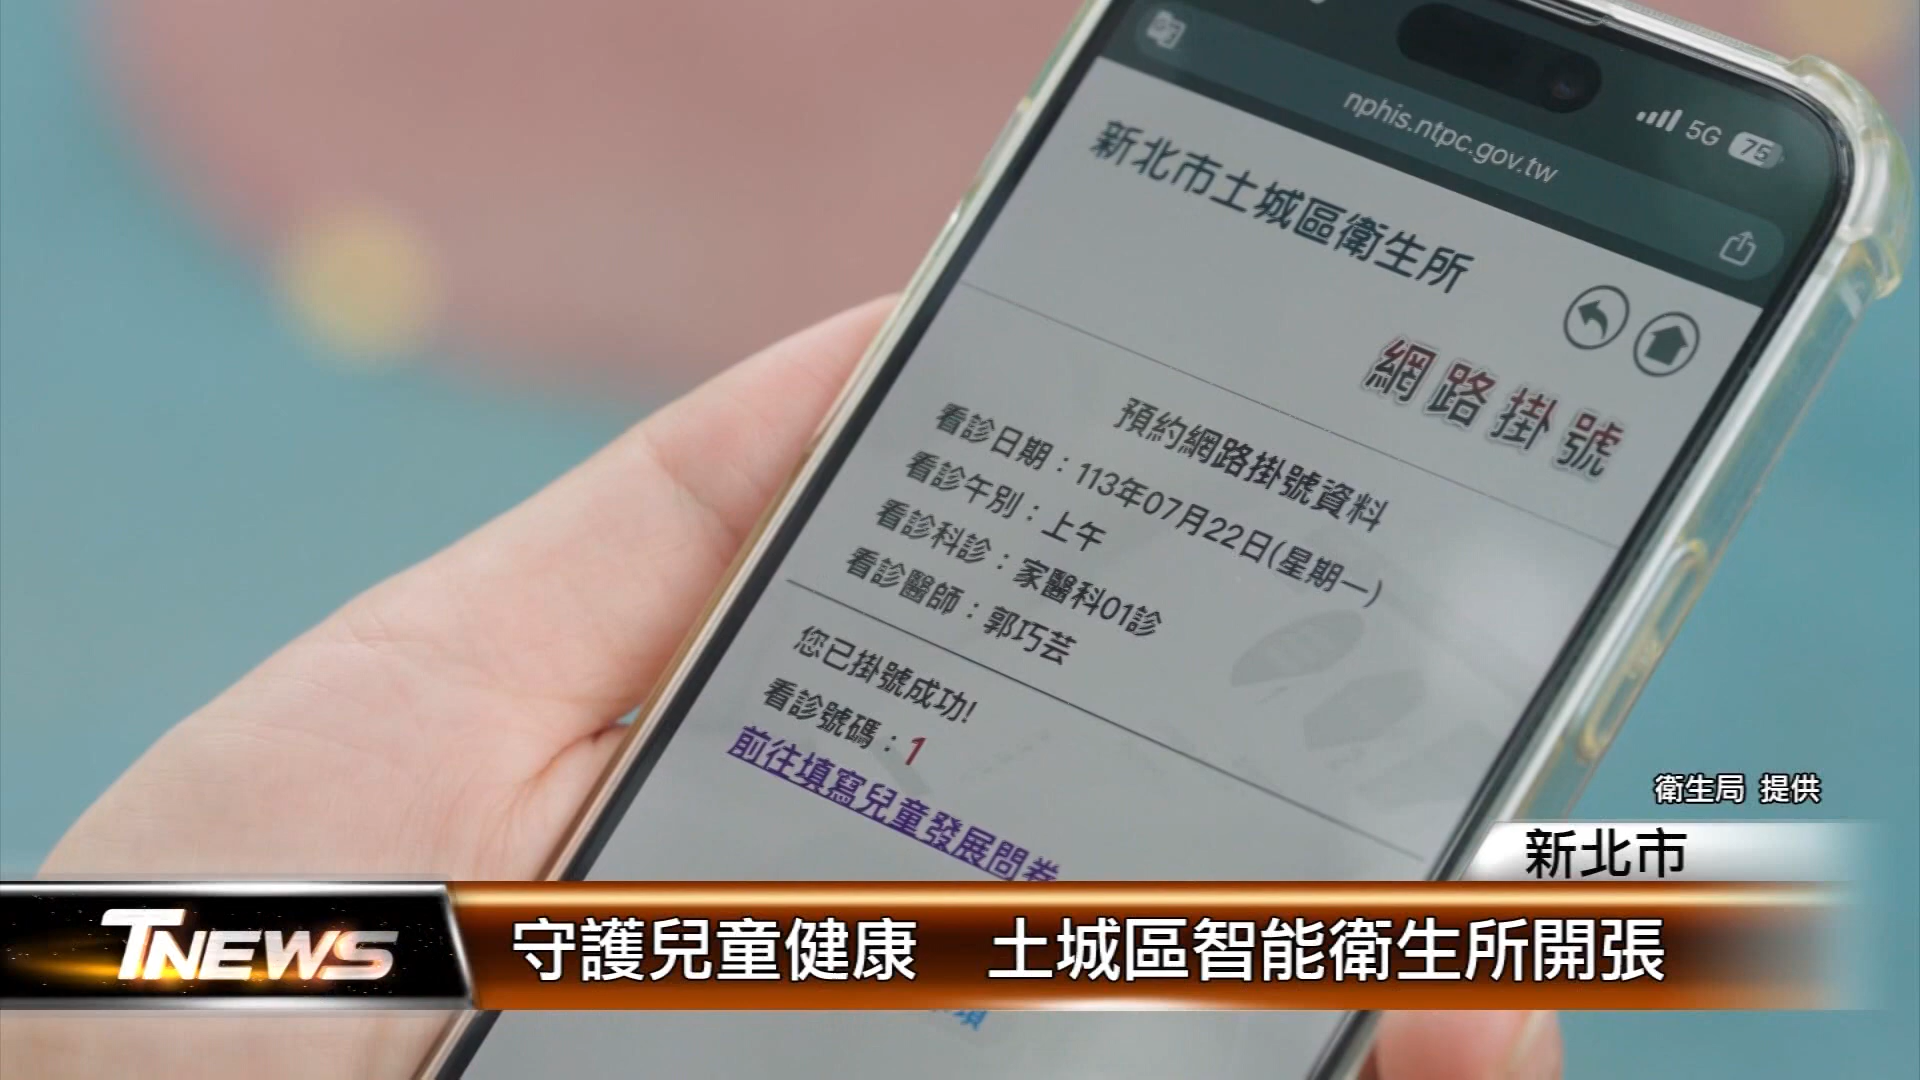 nphis.ntpc.gov.tw
5G 75
新北市土城區衛生所
網路掛號
預約網路掛號資料
看診日期：113年07月22日(星期一)
看診午別：上午
看診科診：家醫科01診
看診醫師：郭巧芸
您已掛號成功!
看診號碼：1
前往填寫兒童發展問卷
衛生局 提供
新北市
TNEWS
守護兒童健康 土城區智能衛生所開張